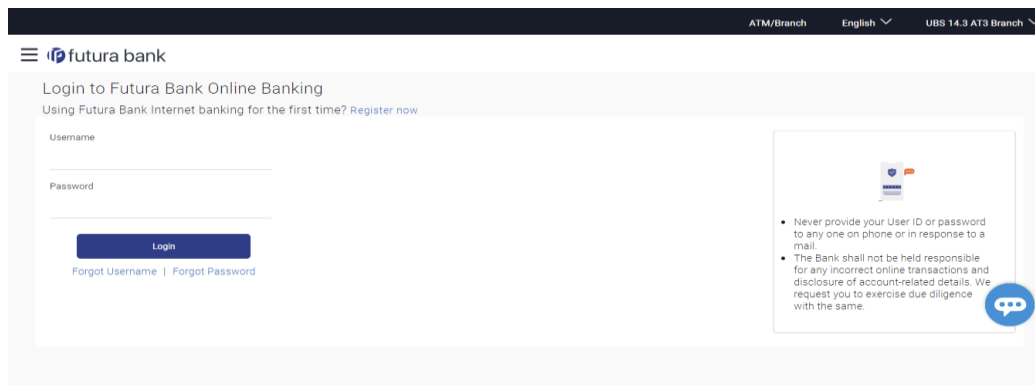 ATM/Branch English UBS 14.3 AT3 Branch
futura bank
Login to Futura Bank Online Banking
Using Futura Bank Internet banking for the first time? Register now
Username
Password
Login
Forgot Username | Forgot Password
• Never provide your User ID or password
to any one on phone or in response to a
mail.
• The Bank shall not be held responsible
for any incorrect online transactions and
disclosure of account-related details. We
request you to exercise due diligence
with the same.